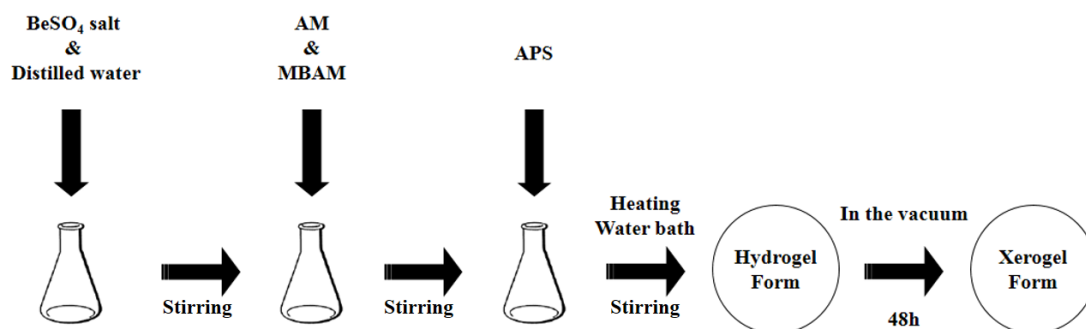 BeSO₄ salt
&
Distilled water
AM
&
MBAM
APS
Stirring
Stirring
Heating
Water bath
Stirring
Hydrogel
Form
In the vacuum
48h
Xerogel
Form